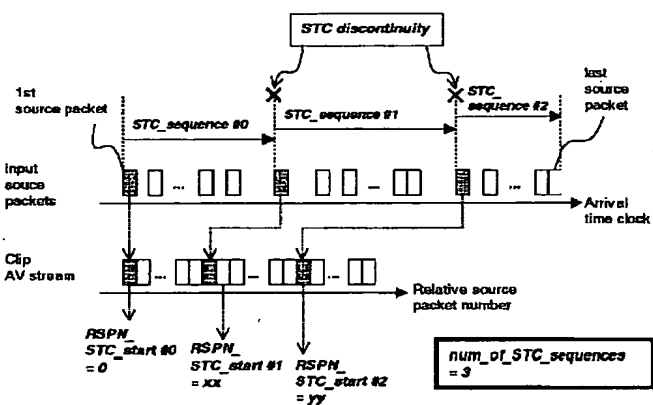 STC discontinuity
1st
source packet
last
source
packet
STC_sequence #0
STC_sequence #1
STC_
sequence #2
Input
souce
packets
...
...
Arrival
time clock
Clip
AV stream
...
...
...
Relative source
packet number
RSPN_
STC_start #0
= 0
RSPN_
STC_start #1
= xx
RSPN_
STC_start #2
= yy
num_of_STC_sequences
= 3